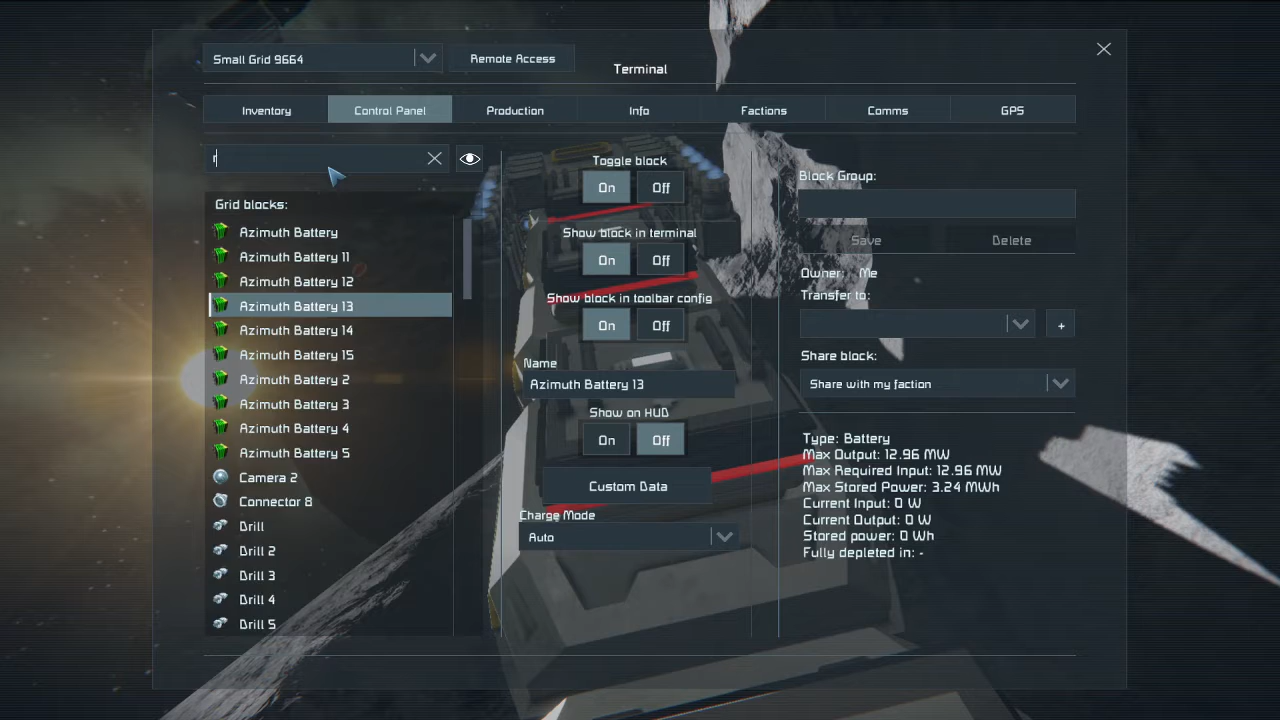 Small Grid 9664
Remote Access
Terminal
Inventory
Control Panel
Production
Info
Factions
Comms
GPS
r
Grid blocks:
Azimuth Battery
Azimuth Battery 11
Azimuth Battery 12
Azimuth Battery 13
Azimuth Battery 14
Azimuth Battery 15
Azimuth Battery 2
Azimuth Battery 3
Azimuth Battery 4
Azimuth Battery 5
Camera 2
Connector 8
Drill
Drill 2
Drill 3
Drill 4
Drill 5
Toggle block
On Off
Show block in terminal
On Off
Show block in toolbar config
On Off
Name
Azimuth Battery 13
Show on HUD
On Off
Custom Data
Charge Mode
Auto
Block Group:
Save Delete
Owner: Me
Transfer to:
+
Share block:
Share with my faction
Type: Battery
Max Output: 12.96 MW
Max Required Input: 12.96 MW
Max Stored Power: 3.24 MWh
Current Input: 0 W
Current Output: 0 W
Stored power: 0 Wh
Fully depleted in: -